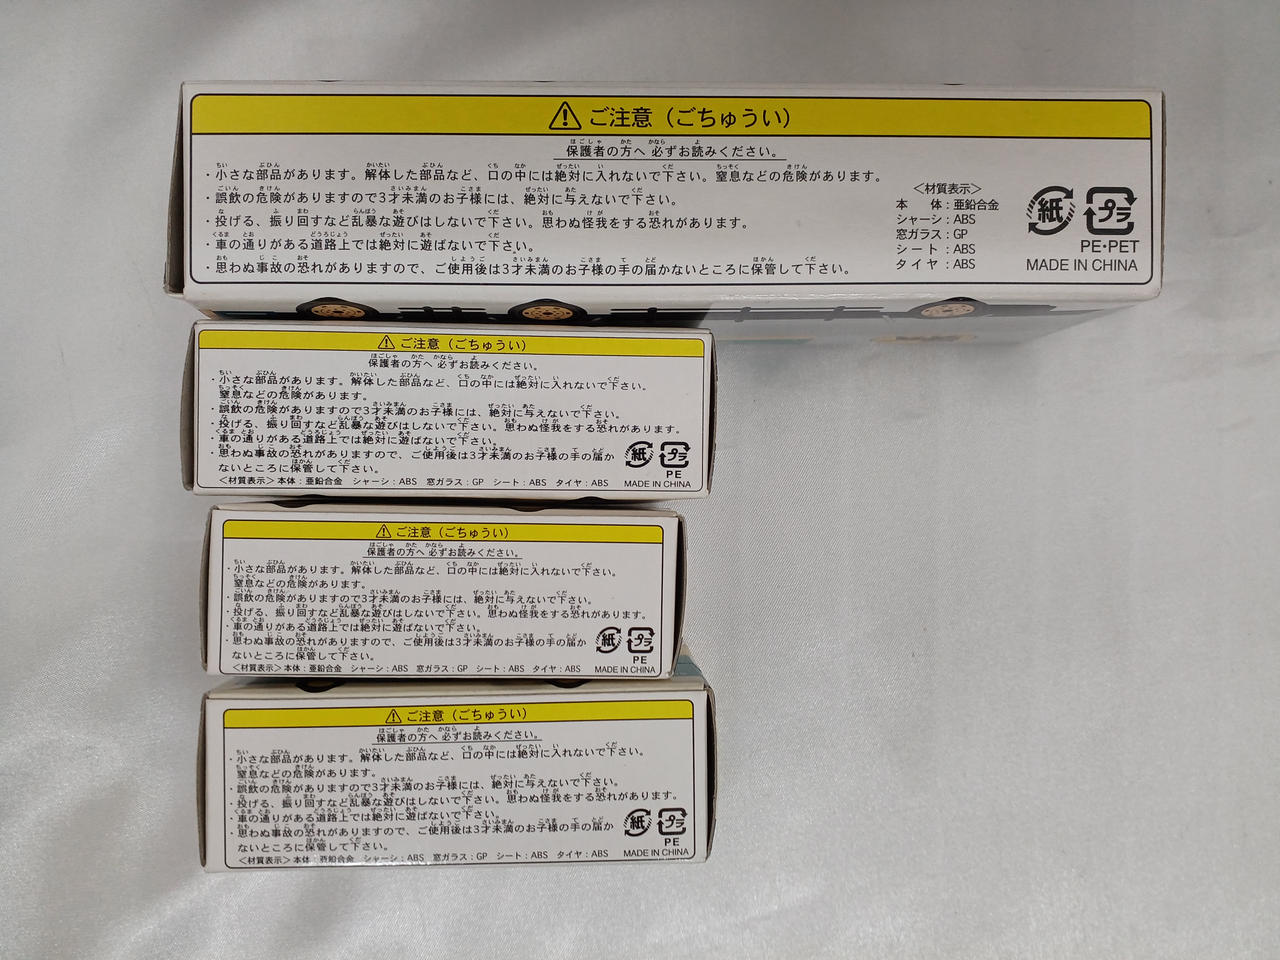 ⚠ご注意（ごちゅうい）
保護者の方へ 必ずお読みください。
・小さな部品があります。解体した部品など、口の中には絶対に入れないで下さい。窒息などの危険があります。
・誤飲の危険がありますので3才未満のお子様には、絶対に与えないで下さい。
・投げる、振り回すなど乱暴な遊びはしないで下さい。思わぬ怪我をする恐れがあります。
・車の通りがある道路上では絶対に遊ばないで下さい。
・思わぬ事故の恐れがありますので、ご使用後は3才未満のお子様の手の届かないところに保管して下さい。
＜材質表示＞
本　体：亜鉛合金
シャーシ：ABS
窓ガラス：GP
シート：ABS
タイヤ：ABS
紙 プラ
PE・PET
MADE IN CHINA
⚠ご注意（ごちゅうい）
保護者の方へ 必ずお読みください。
・小さな部品があります。解体した部品など、口の中には絶対に入れないで下さい。
窒息などの危険があります。
・誤飲の危険がありますので3才未満のお子様には、絶対に与えないで下さい。
・投げる、振り回すなど乱暴な遊びはしないで下さい。思わぬ怪我をする恐れがあります。
・車の通りがある道路上では絶対に遊ばないで下さい。
・思わぬ事故の恐れがありますので、ご使用後は3才未満のお子様の手の届か
ないところに保管して下さい。
紙 プラ
PE
＜材質表示＞本体：亜鉛合金　シャーシ：ABS　窓ガラス：GP　シート：ABS　タイヤ：ABS
MADE IN CHINA
⚠ご注意（ごちゅうい）
保護者の方へ 必ずお読みください。
・小さな部品があります。解体した部品など、口の中には絶対に入れないで下さい。
窒息などの危険があります。
・誤飲の危険がありますので3才未満のお子様には、絶対に与えないで下さい。
・投げる、振り回すなど乱暴な遊びはしないで下さい。思わぬ怪我をする恐れがあります。
・車の通りがある道路上では絶対に遊ばないで下さい。
・思わぬ事故の恐れがありますので、ご使用後は3才未満のお子様の手の届か
ないところに保管して下さい。
紙 プラ
PE
＜材質表示＞本体：亜鉛合金　シャーシ：ABS　窓ガラス：GP　シート：ABS　タイヤ：ABS
MADE IN CHINA
⚠ご注意（ごちゅうい）
保護者の方へ 必ずお読みください。
・小さな部品があります。解体した部品など、口の中には絶対に入れないで下さい。
窒息などの危険があります。
・誤飲の危険がありますので3才未満のお子様には、絶対に与えないで下さい。
・投げる、振り回すなど乱暴な遊びはしないで下さい。思わぬ怪我をする恐れがあります。
・車の通りがある道路上では絶対に遊ばないで下さい。
・思わぬ事故の恐れがありますので、ご使用後は3才未満のお子様の手の届か
ないところに保管して下さい。
紙 プラ
PE
＜材質表示＞本体：亜鉛合金　シャーシ：ABS　窓ガラス：GP　シート：ABS　タイヤ：ABS
MADE IN CHINA